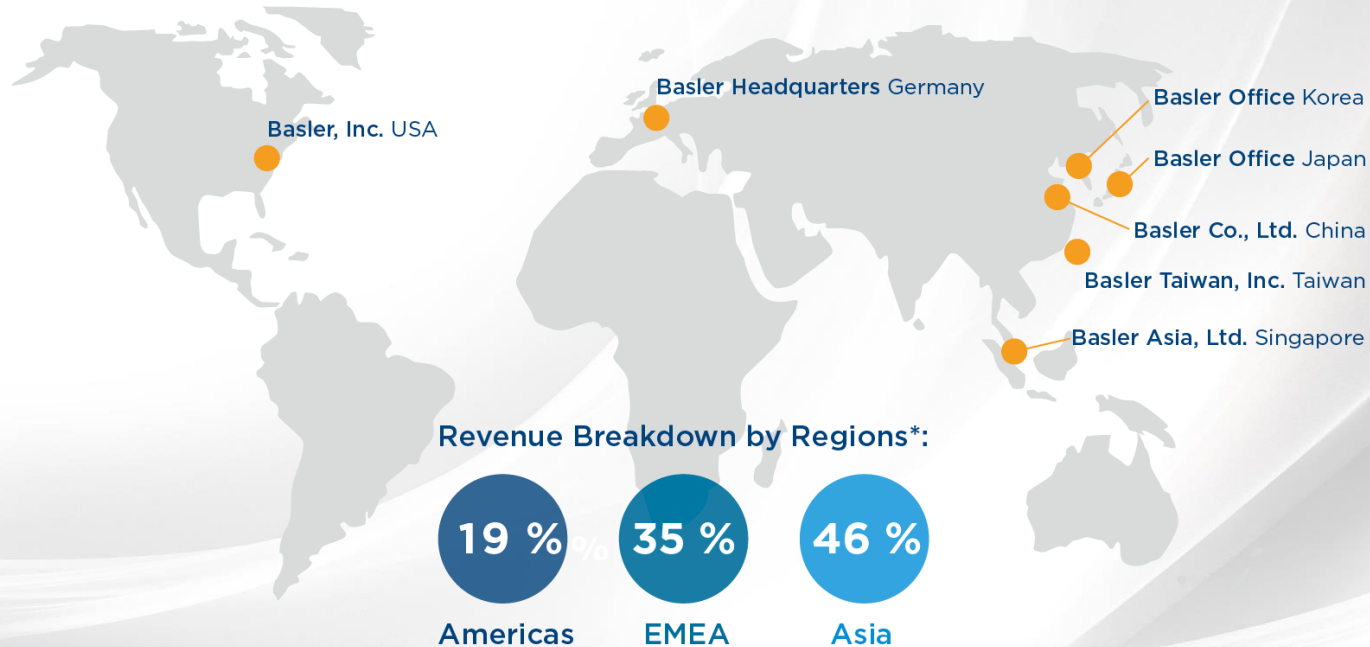 Basler Headquarters Germany
Basler Office Korea
Basler, Inc. USA
Basler Office Japan
Basler Co., Ltd. China
Basler Taiwan, Inc. Taiwan
Basler Asia, Ltd. Singapore
Revenue Breakdown by Regions*:
19 % % 35 % 46 %
Americas EMEA Asia